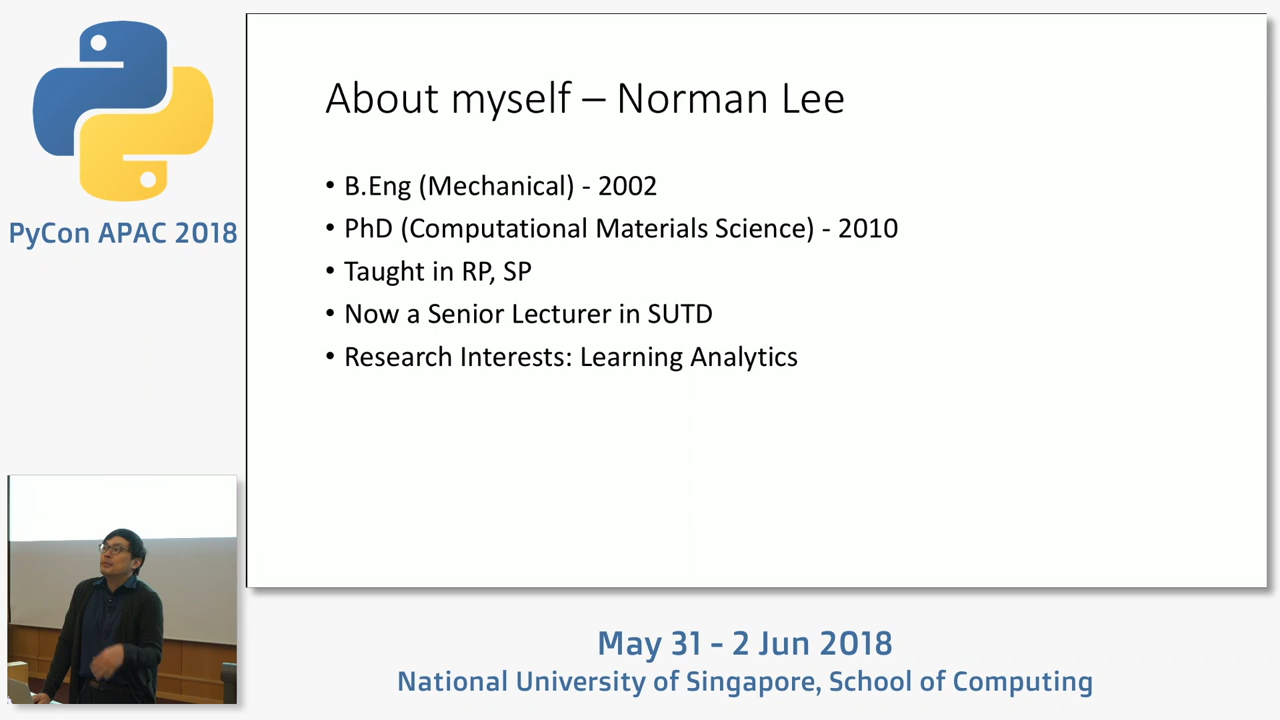 PyCon APAC 2018
About myself – Norman Lee
• B.Eng (Mechanical) - 2002
• PhD (Computational Materials Science) - 2010
• Taught in RP, SP
• Now a Senior Lecturer in SUTD
• Research Interests: Learning Analytics
May 31 - 2 Jun 2018
National University of Singapore, School of Computing